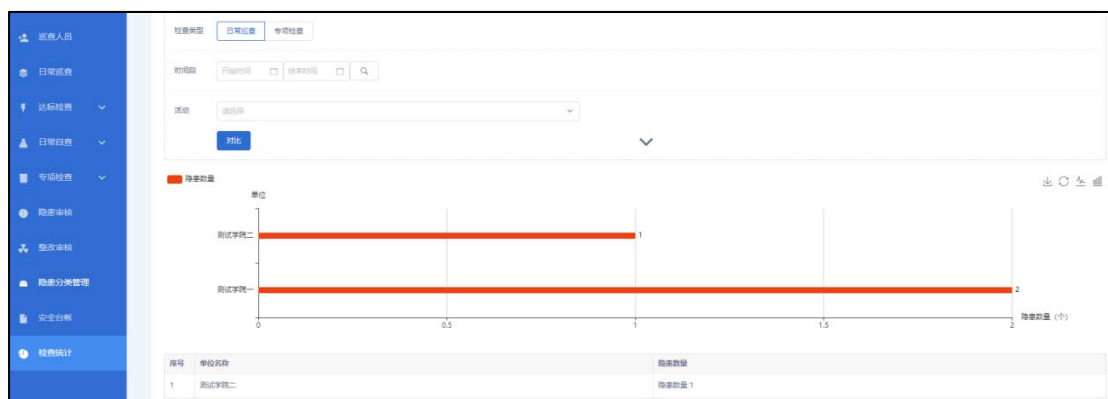 巡查人员
日常巡查
达标检查
日常自查
专项检查
隐患审核
整改审核
隐患分类管理
安全台帐
检查统计
检查类型 日常巡查 专项检查
时间段 开始时间 结束时间
活动 请选择
对比
隐患数量
单位
测试学院二 1
测试学院一 2
0 0.5 1 1.5 2
隐患数量 (个)
序号 单位名称 隐患数量
1 测试学院二 隐患数量:1